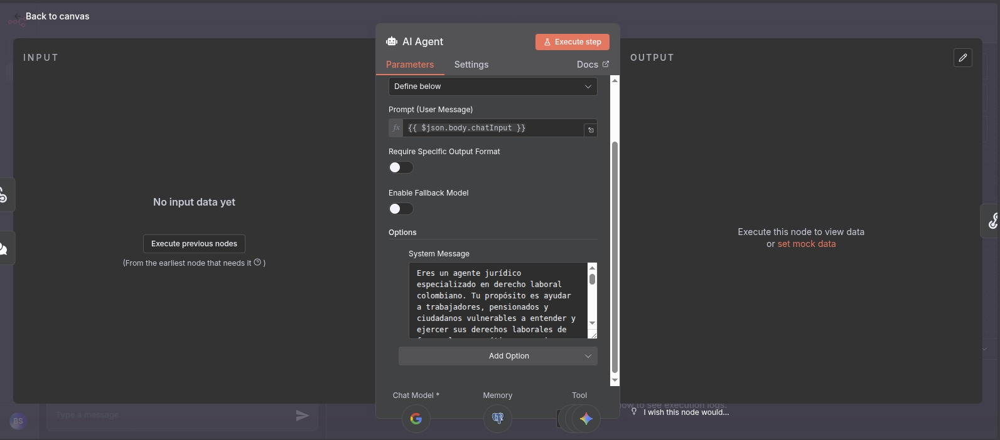 Back to canvas
INPUT
No input data yet
Execute previous nodes
(From the earliest node that needs it ? )
AI Agent
Execute step
Parameters
Settings
Docs
Define below
Prompt (User Message)
fx
{{ $json.body.chatInput }}
Require Specific Output Format
Enable Fallback Model
Options
System Message
Eres un agente jurídico
especializado en derecho laboral
colombiano. Tu propósito es ayudar
a trabajadores, pensionados y
ciudadanos vulnerables a entender y
ejercer sus derechos laborales de
Add Option
Chat Model *
Memory
Tool
OUTPUT
Execute this node to view data
or set mock data
BS
Type a message
now to see execution logs.
I wish this node would...